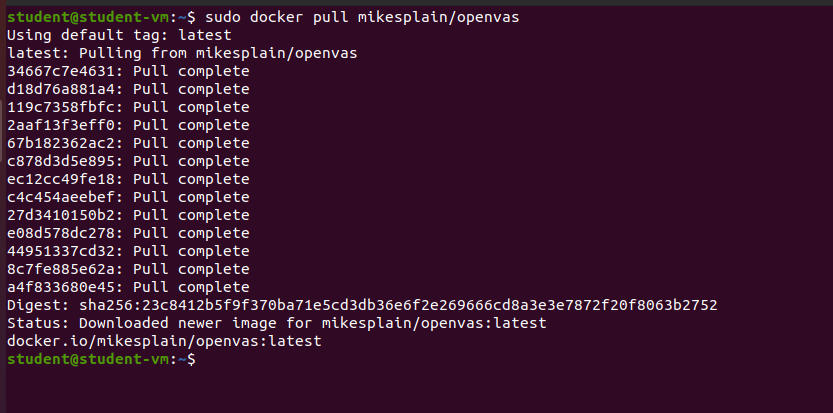 student@student-vm:~$ sudo docker pull mikesplain/openvas
Using default tag: latest
latest: Pulling from mikesplain/openvas
34667c7e4631: Pull complete
d18d76a881a4: Pull complete
119c7358fbfc: Pull complete
2aaf13f3eff0: Pull complete
67b182362ac2: Pull complete
c878d3d5e895: Pull complete
ec12cc49fe18: Pull complete
c4c454aeebef: Pull complete
27d3410150b2: Pull complete
e08d578dc278: Pull complete
44951337cd32: Pull complete
8c7fe885e62a: Pull complete
a4f833680e45: Pull complete
Digest: sha256:23c8412b5f9f370ba71e5cd3db36e6f2e269666cd8a3e3e7872f20f8063b2752
Status: Downloaded newer image for mikesplain/openvas:latest
docker.io/mikesplain/openvas:latest
student@student-vm:~$